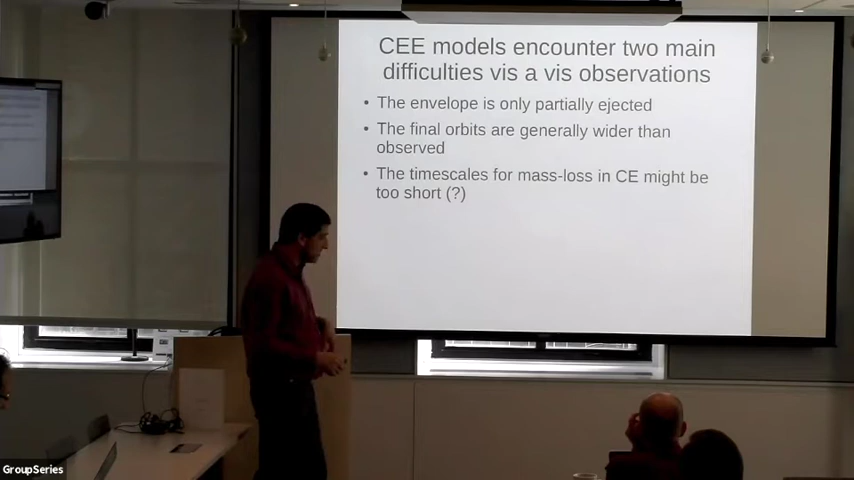 CEE models encounter two main
difficulties vis a vis observations
• The envelope is only partially ejected
• The final orbits are generally wider than
observed
• The timescales for mass-loss in CE might be
too short (?)
GroupSeries